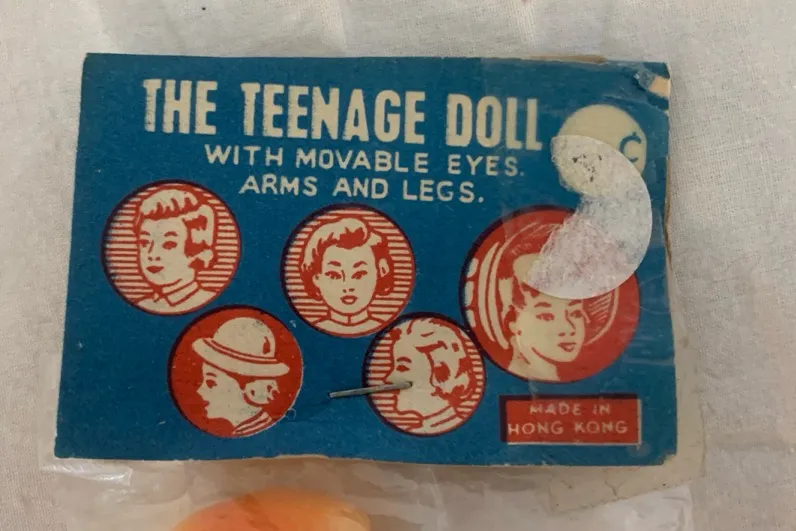 THE TEENAGE DOLL
WITH MOVABLE EYES.
ARMS AND LEGS.
¢
MADE IN
HONG KONG